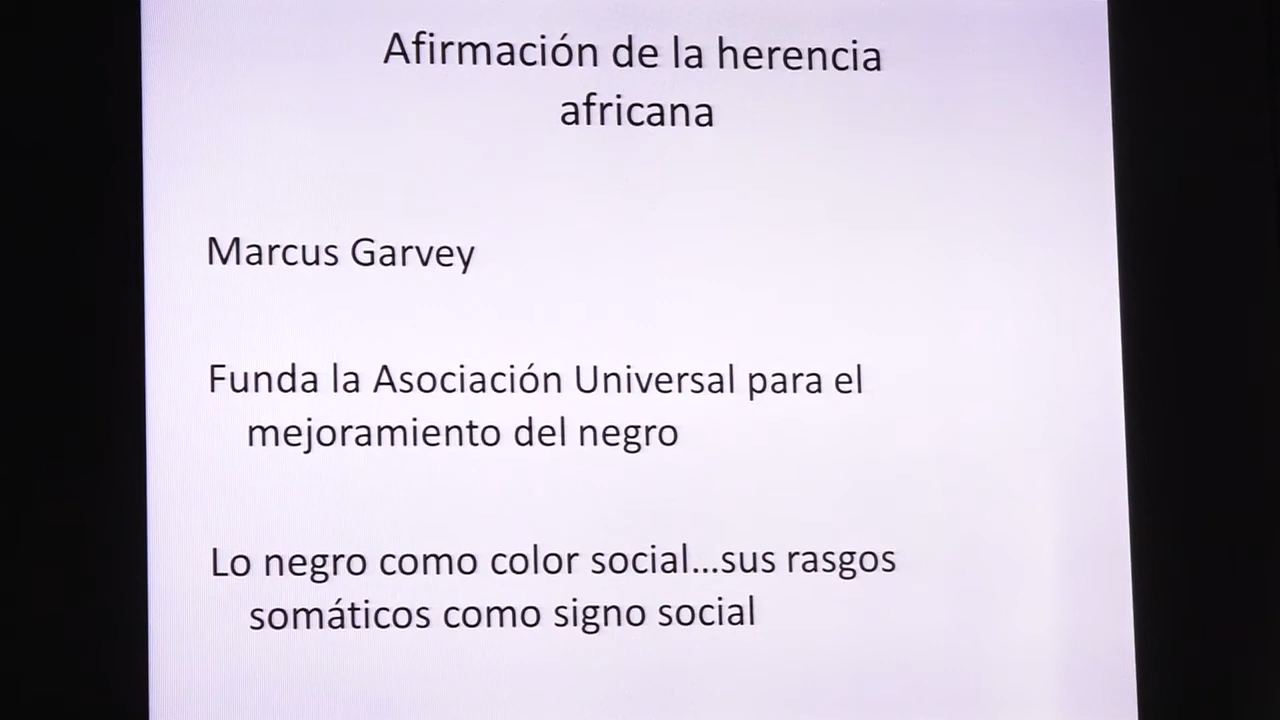 Afirmación de la herencia
africana
Marcus Garvey
Funda la Asociación Universal para el
mejoramiento del negro
Lo negro como color social...sus rasgos
somáticos como signo social